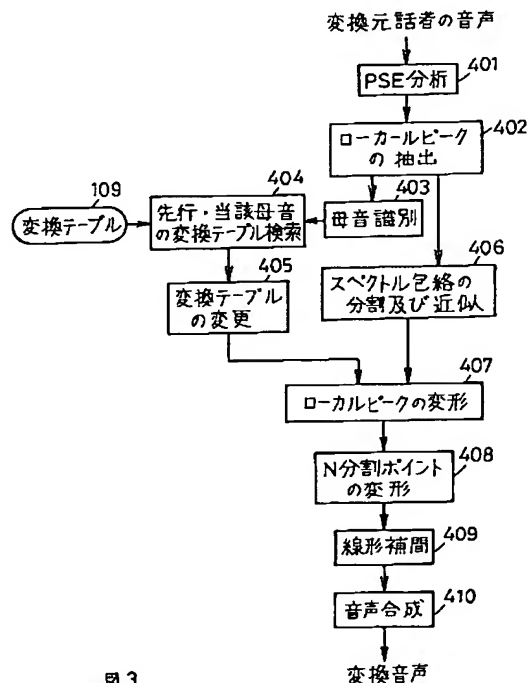 変換元話者の音声
401
PSE分析
402
ローカールピーク
の抽出
404
403
109
変換テーブル
先行・当該母音
の変換テーブル検索
母音識別
405
406
変換テーブル
の変更
スペクトル包絡の
分割及び近似
407
ローカルピークの変形
408
N分割ポイント
の変形
409
線形補間
410
音声合成
図3
変換音声